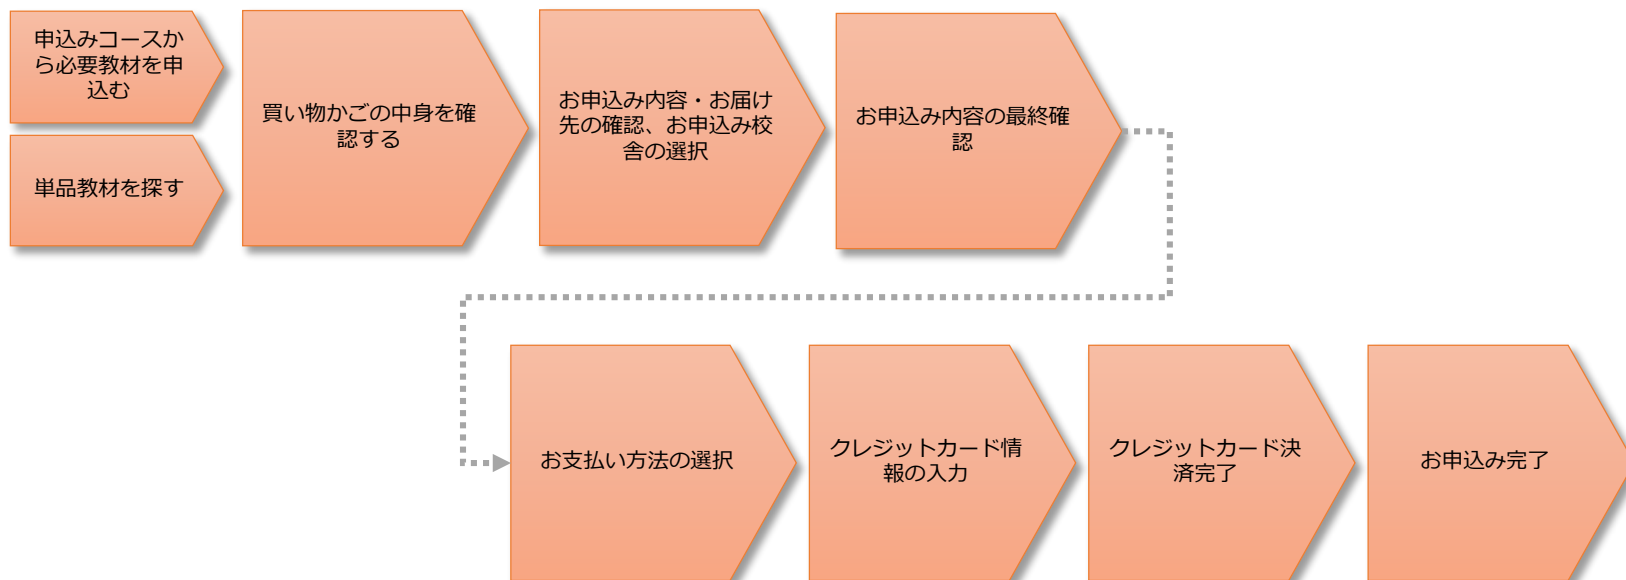 申込みコースか
ら必要教材を申
込む
単品教材を探す
買い物かごの中身を確
認する
お申込み内容・お届け
先の確認、お申込み校
舎の選択
お申込み内容の最終確
認
お支払い方法の選択
クレジットカード情
報の入力
クレジットカード決
済完了
お申込み完了